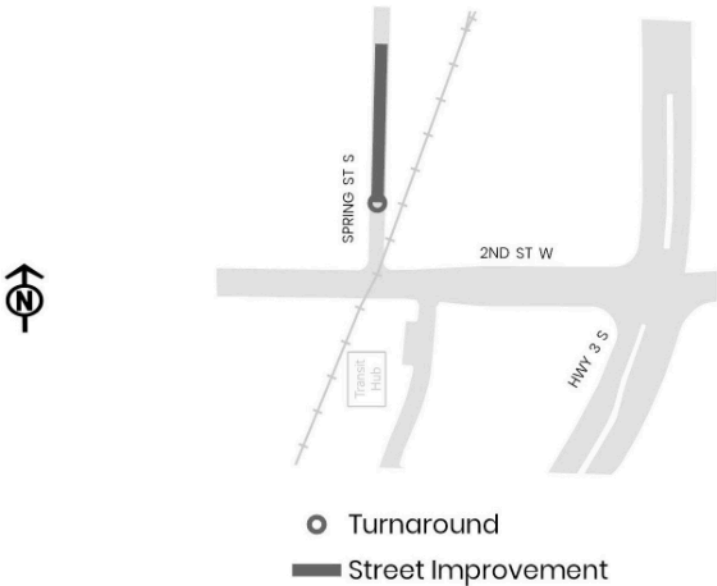 SPRING ST S
2ND ST W
N
HWY 3 S
Transit
Hub
Turnaround
Street Improvement